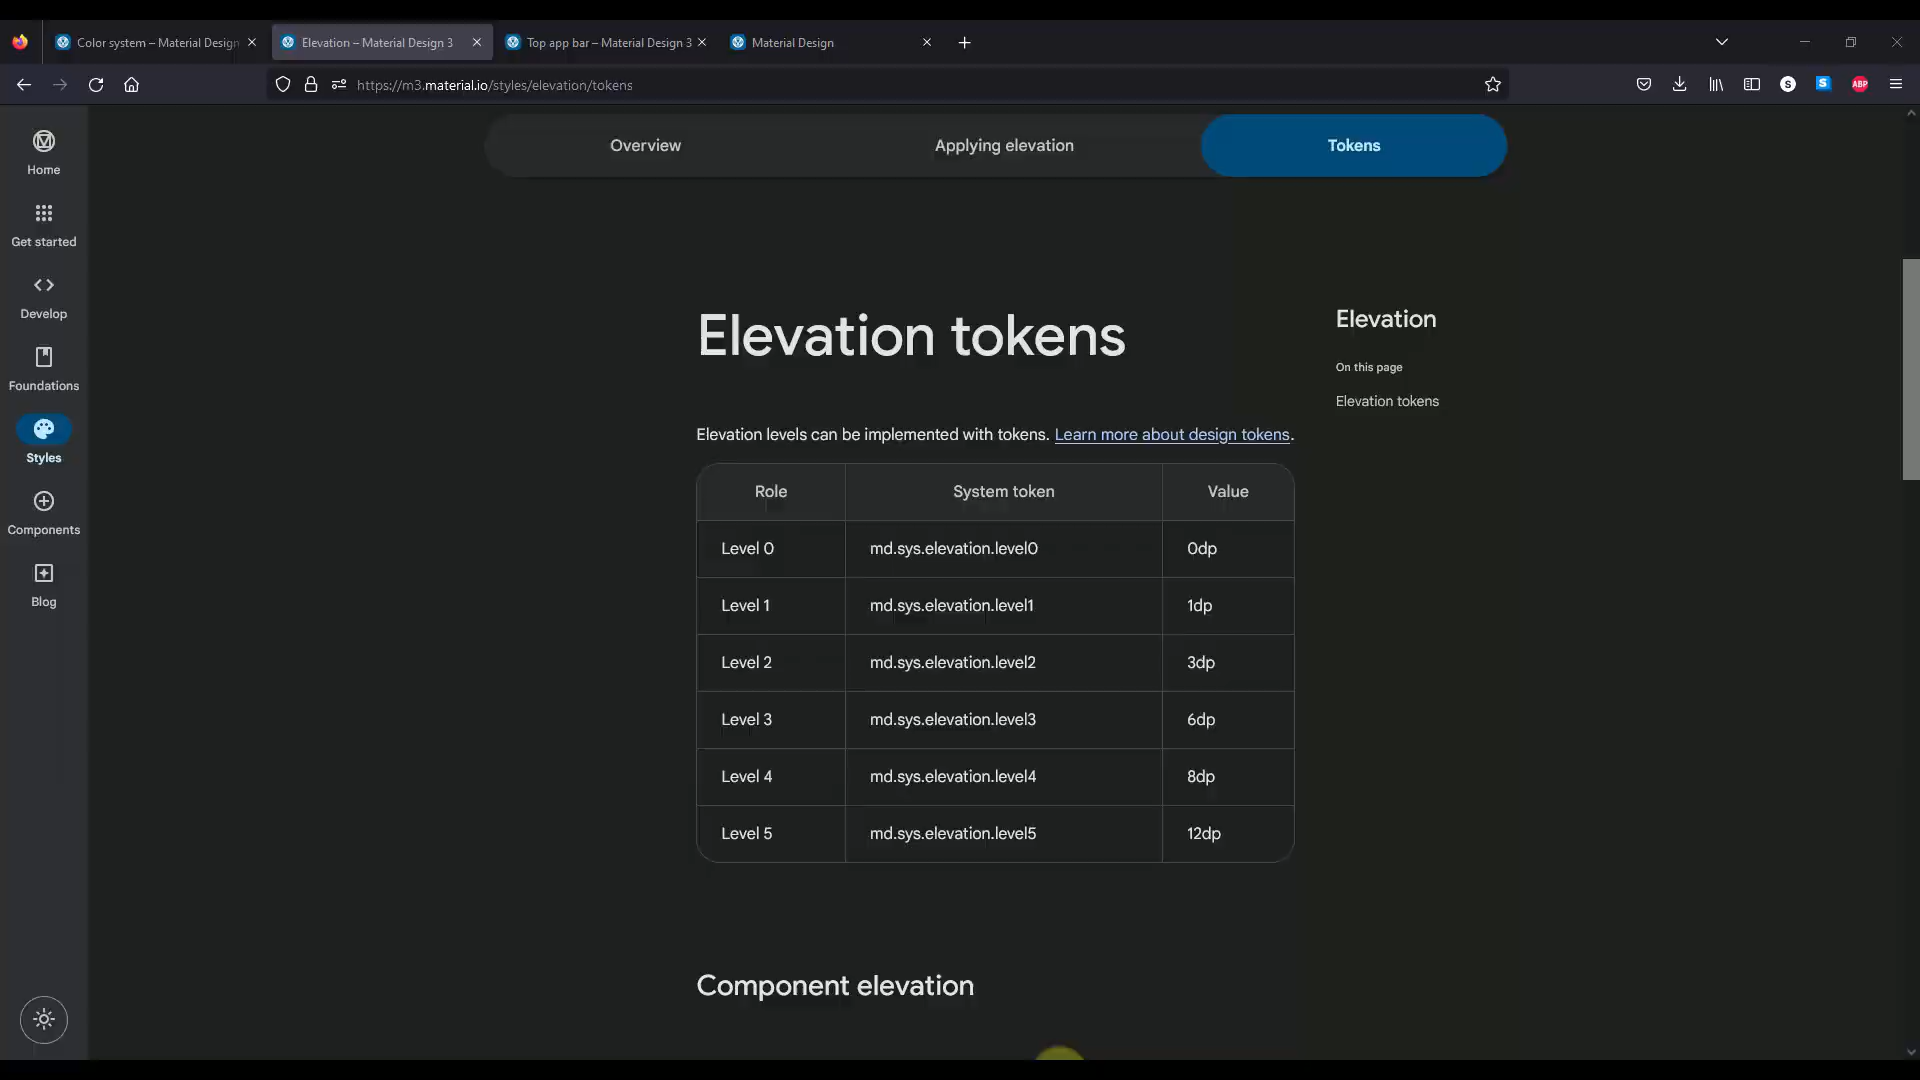 Color system – Material Design
Elevation – Material Design 3
Top app bar – Material Design 3
Material Design
https://m3.material.io/styles/elevation/tokens
S
S
ABP
Home
Get started
Develop
Foundations
Styles
Components
Blog
Overview
Applying elevation
Tokens
Elevation tokens
Elevation levels can be implemented with tokens. Learn more about design tokens.
Role System token Value
Level 0 md.sys.elevation.level0 0dp
Level 1 md.sys.elevation.level1 1dp
Level 2 md.sys.elevation.level2 3dp
Level 3 md.sys.elevation.level3 6dp
Level 4 md.sys.elevation.level4 8dp
Level 5 md.sys.elevation.level5 12dp
Component elevation
Elevation
On this page
Elevation tokens